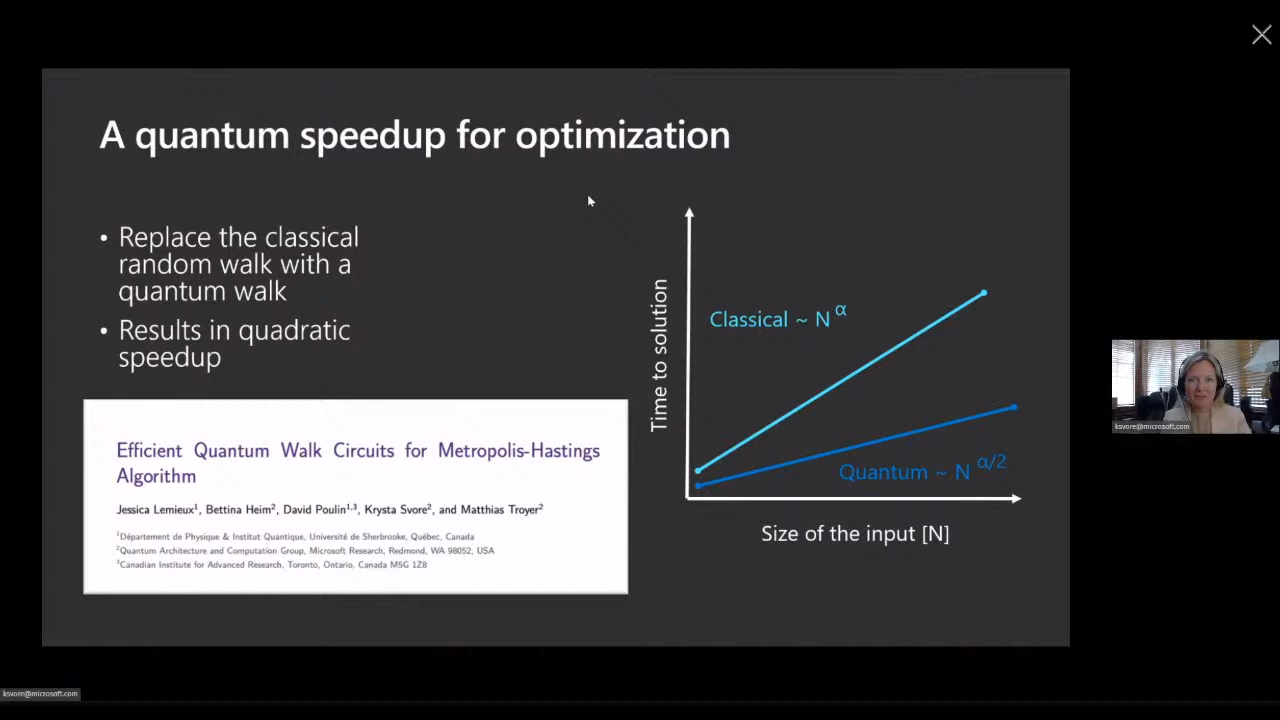 A quantum speedup for optimization
• Replace the classical
random walk with a
quantum walk
• Results in quadratic
speedup
Efficient Quantum Walk Circuits for Metropolis-Hastings
Algorithm
Jessica Lemieux¹, Bettina Heim², David Poulin¹,³, Krysta Svore², and Matthias Troyer²
¹Département de Physique & Institut Quantique, Université de Sherbrooke, Québec, Canada
²Quantum Architecture and Computation Group, Microsoft Research, Redmond, WA 98052, USA
³Canadian Institute for Advanced Research, Toronto, Ontario, Canada M5G 1Z8
Time to solution
Classical ~ N^α
Quantum ~ N^α/2
Size of the input [N]
ksvore@microsoft.com
ksvore@microsoft.com